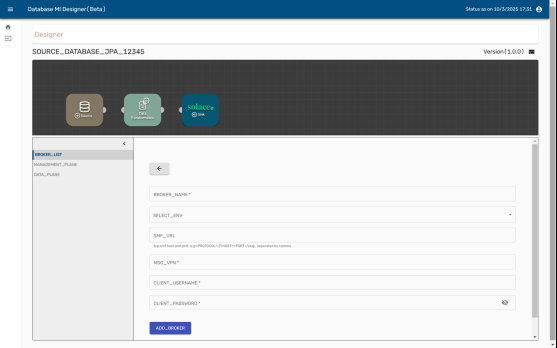 Database MI Designer ( Beta )
Status as on 10/3/2025 17:31
Designer
SOURCE_DATABASE_JPA_12345
Version ( 1.0.0 )
Source
Data
Transformation
solace.
Sink
BROKER_LIST
MANAGEMENT_PLANE
DATA_PLANE
BROKER_NAME *
SELECT_ENV
SMF_URL
MSG_VPN *
CLIENT_USERNAME *
CLIENT_PASSWORD *
ADD_BROKER